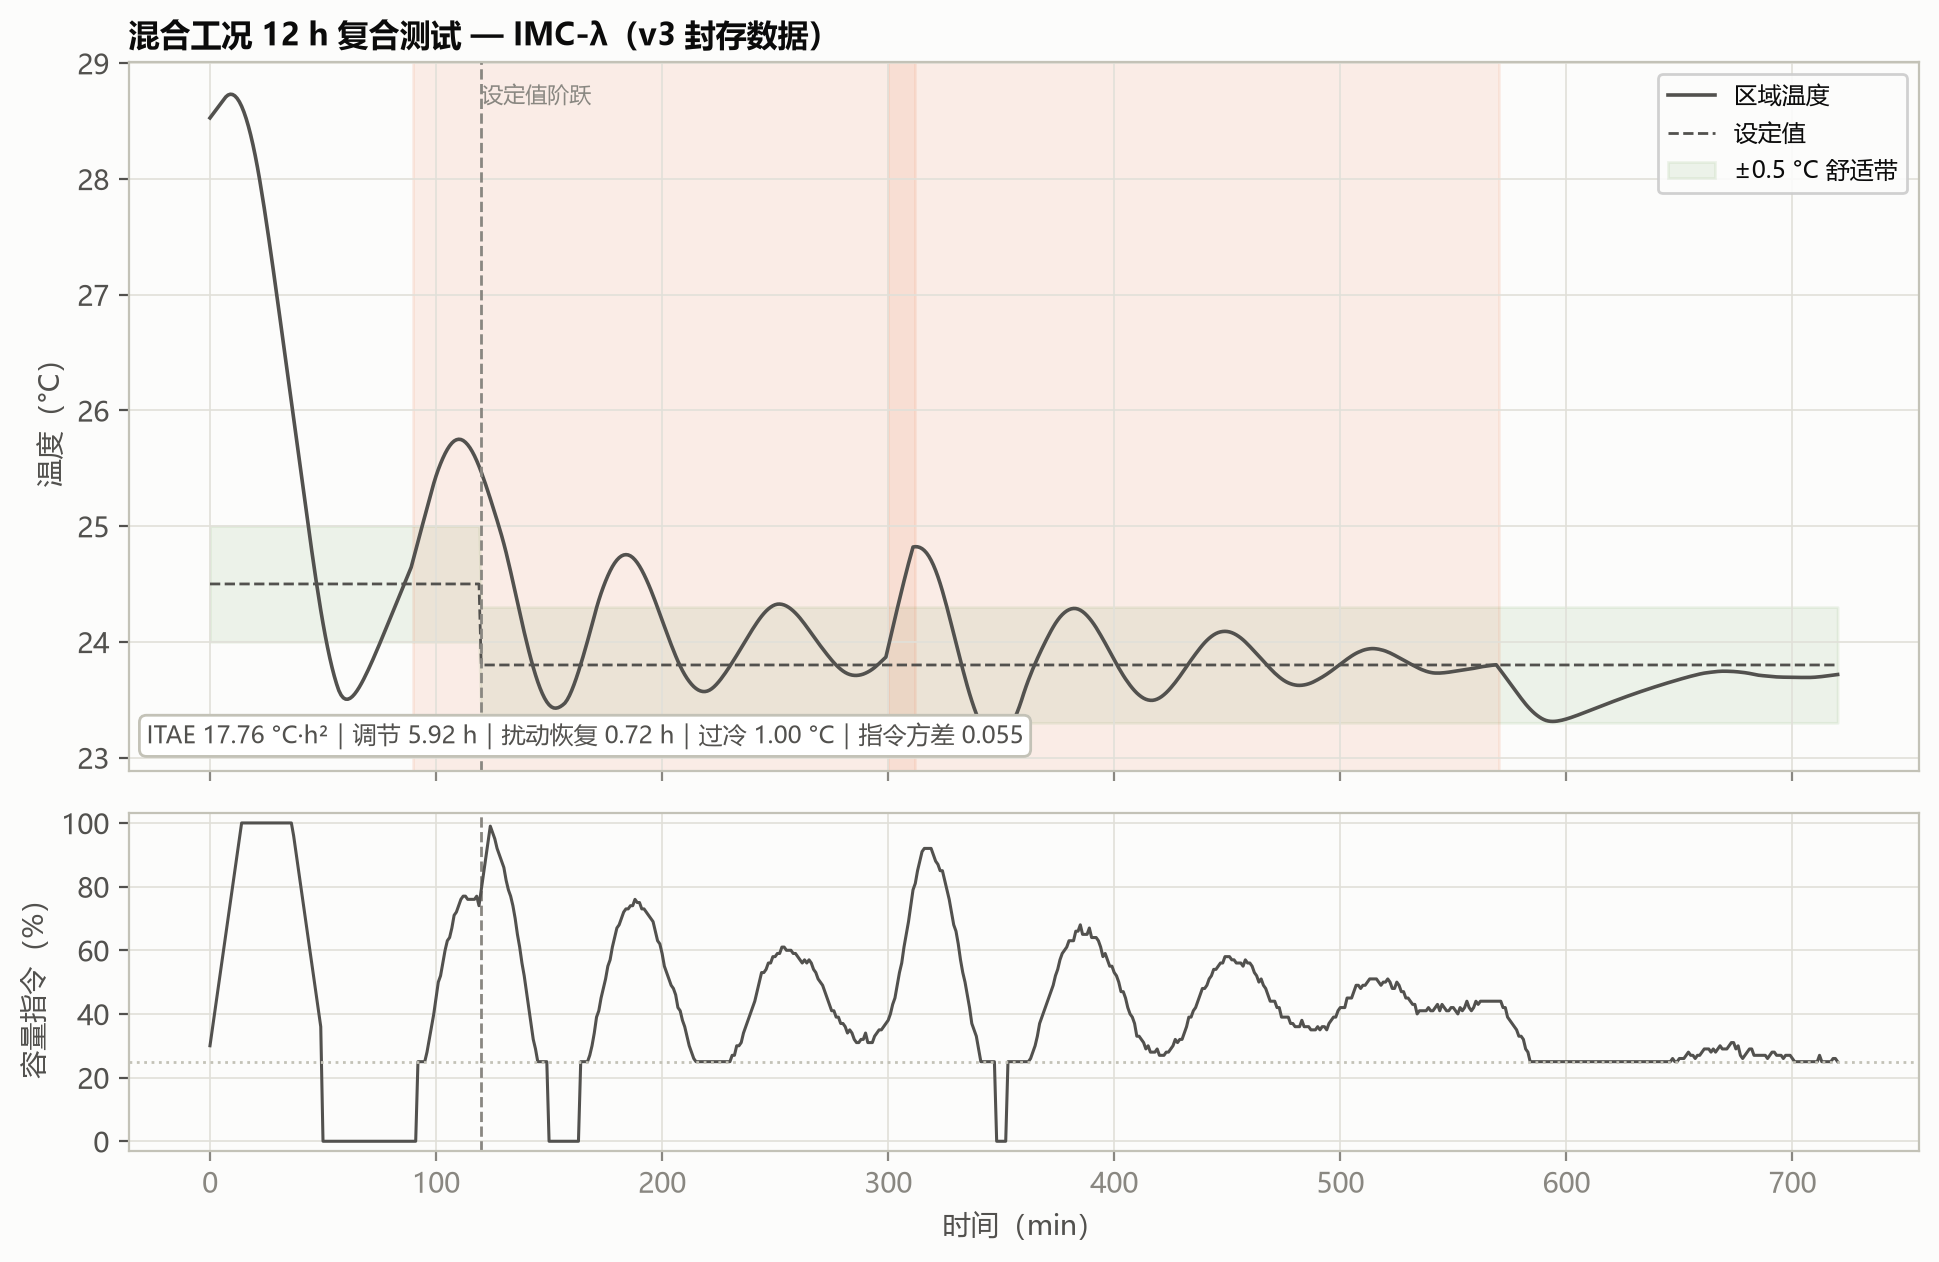 混合工况 12 h 复合测试 — IMC-λ（v3 封存数据）
29
28
27
26
25
24
23
温度（°C）
设定值阶跃
区域温度
设定值
±0.5 °C 舒适带
ITAE 17.76 °C·h² | 调节 5.92 h | 扰动恢复 0.72 h | 过冷 1.00 °C | 指令方差 0.055
100
80
60
40
20
0
容量指令（%）
0 100 200 300 400 500 600 700
时间（min）